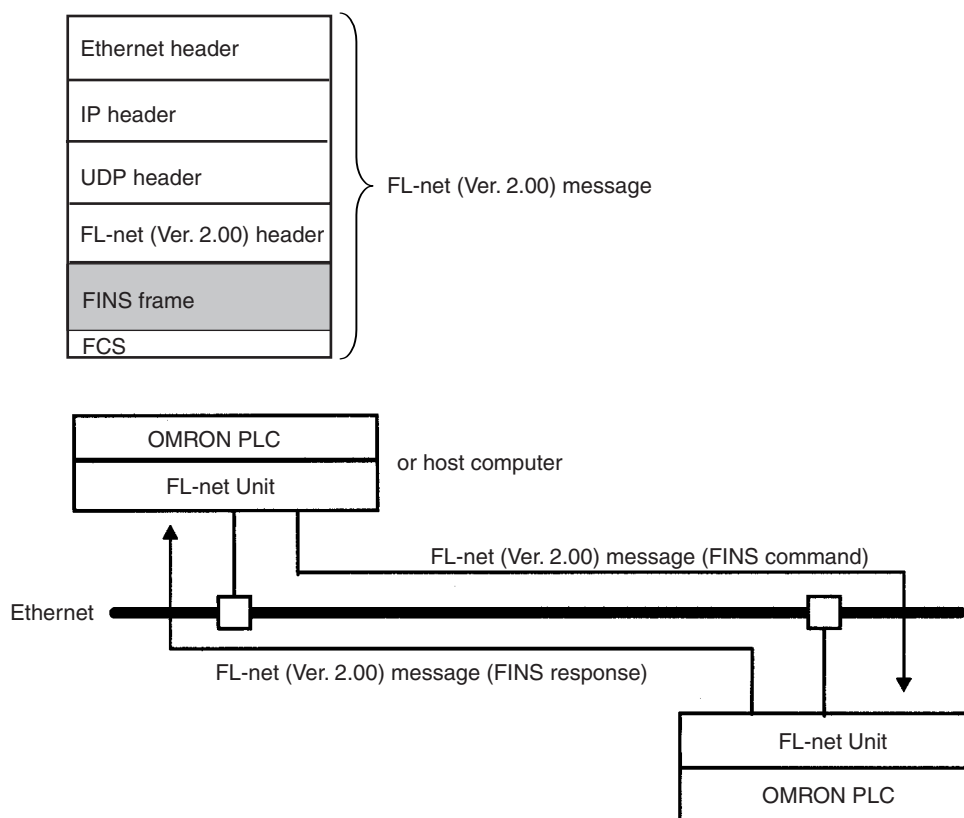 Ethernet header
IP header
UDP header
FL-net (Ver. 2.00) message
FL-net (Ver. 2.00) header
FINS frame
FCS
OMRON PLC
or host computer
FL-net Unit
FL-net (Ver. 2.00) message (FINS command)
Ethernet
FL-net (Ver. 2.00) message (FINS response)
FL-net Unit
OMRON PLC